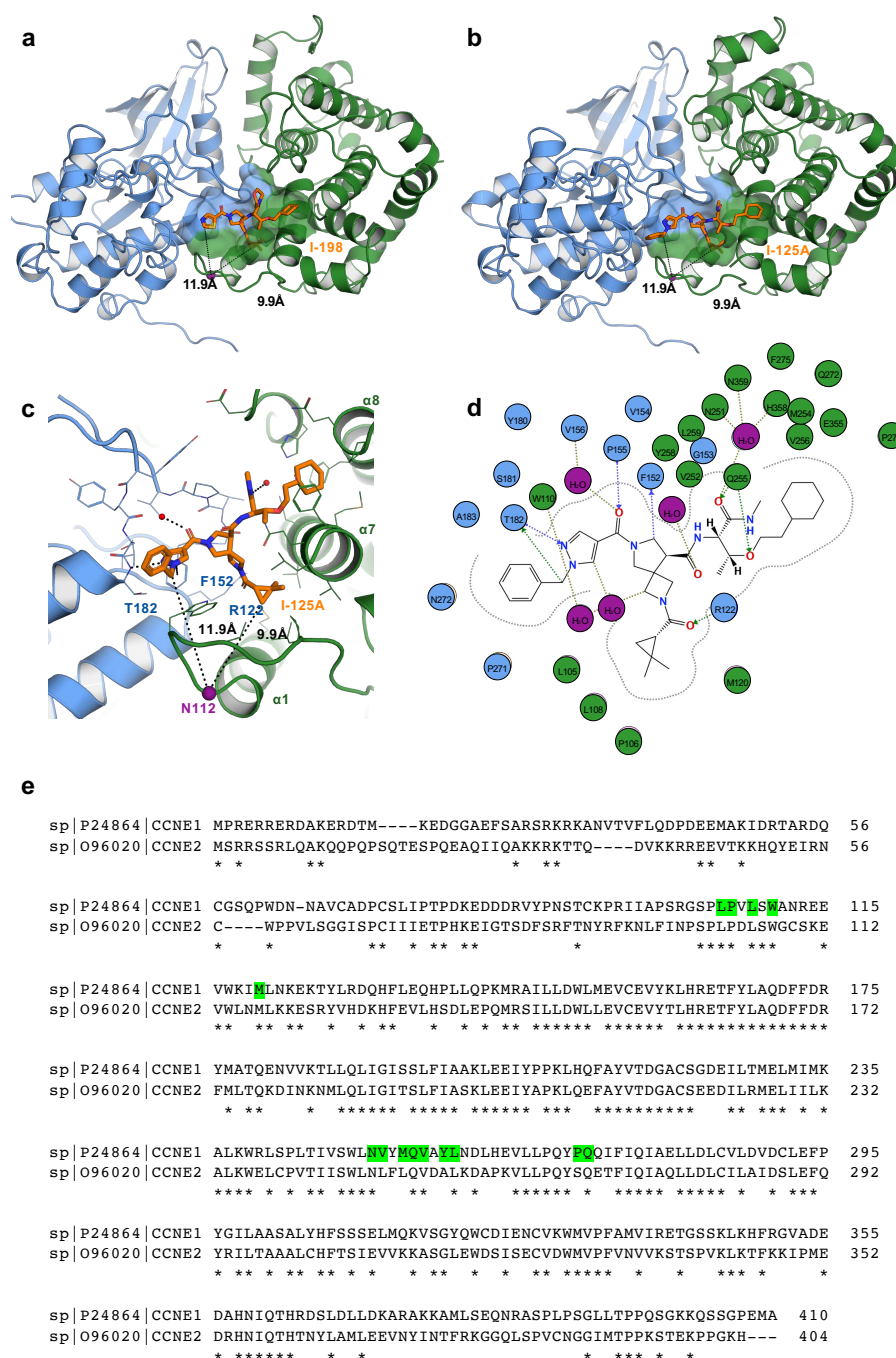 a
b
I-198
11.9Å
9.9Å
I-125A
11.9Å
9.9Å
c
α8
α7
F152
T182
R122
I-125A
11.9Å
9.9Å
α1
N112
d
F275
N359
Q272
Y180
V154
N251
H358
M254
V156
L259
E355
P155
H₂O
P27
Y258
G153
V256
S181
H₂O
F152
V252
Q255
W110
A183
T182
H₂O
O
O
N
H
N
N
N
N
H
H
O
H
O
N272
H₂O
H₂O
N
O
R122
P271
L105
M120
L108
P106
e
sp|P24864|CCNE1 MPRERRERDAKERDTM----KEDGGAEFSARSRKRKANVTVFLQDPDEEMAKIDRTARDQ 56
sp|O96020|CCNE2 MSRRSSRLQAKQQPQPSQTESPQEAQIIQAKKRKTTQ----DVKKRREEVTKKHQYEIRN 56
* * ** * * ** *
sp|P24864|CCNE1 CGSQPWDN-NAVCADPCSLIPTPDKEDDDRVYPNSTCKPRIIAPSRGSPLPVLSWANREE 115
sp|O96020|CCNE2 C----WPPVLSGGISPCIIIETPHKEIGTSDFSRFTNYRFKNLFINPSPLPDLSWGCSKE 112
* * ** * ** ** * **** *** *
sp|P24864|CCNE1 VWKIMLNKEKTYLRDQHFLEQHPLLQPKMRAILLDWLMEVCEVYKLHRETFYLAQDFFDR 175
sp|O96020|CCNE2 VWLNMLKKESRYVHDKHFEVLHSDLEPQMRSILLDWLLEVCEVYTLHRETFYLAQDFFDR 172
** ** ** * * ** * * * ** ****** ****** ***************
sp|P24864|CCNE1 YMATQENVVKTLLQLIGISSLFIAAKLEEIYPPKLHQFAYVTDGACSGDEILTMELMIMK 235
sp|O96020|CCNE2 FMLTQKDINKNMLQLIGITSLFIASKLEEIYAPKLQEFAYVTDGACSEEDILRMELIILK 232
* ** * ****** ***** ****** *** ********** ** *** * *
sp|P24864|CCNE1 ALKWRLSPLTIVSWLNVYMQVAYLNDLHEVLLPQYPQQIFIQIAELLDLCVLDVDCLEFP 295
sp|O96020|CCNE2 ALKWELCPVTIISWLNLFLQVDALKDAPKVLLPQYSQETFIQIAQLLDLCILAIDSLEFQ 292
**** * * ** **** ** * * ****** * ***** ***** * * ***
sp|P24864|CCNE1 YGILAASALYHFSSSELMQKVSGYQWCDIENCVKWMVPFAMVIRETGSSKLKHFRGVADE 355
sp|O96020|CCNE2 YRILTAAALCHFTSIEVVKKASGLEWDSISECVDWMVPFVNVVKSTSPVKLKTFKKIPME 352
* ** * ** ** * * * ** * * ** ***** * * *** * *
sp|P24864|CCNE1 DAHNIQTHRDSLDLLDKARAKKAMLSEQNRASPLPSGLLTPPQSGKKQSSGPEMA 410
sp|O96020|CCNE2 DRHNIQTHTNYLAMLEEVNYINTFRKGGQLSPVCNGGIMTPPKSTEKPPGKH--- 404
* ****** * * * *** * *